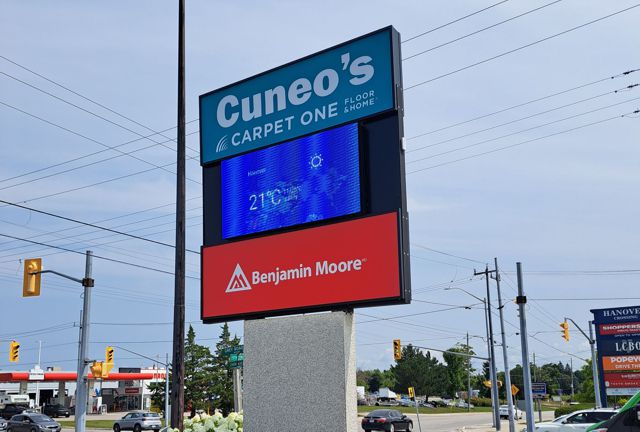 Cuneo's
CARPET ONE FLOOR
& HOME
Hanover
21°C
Benjamin Moore
HANOVER
SHOPPERS
LCBO
POPEYES